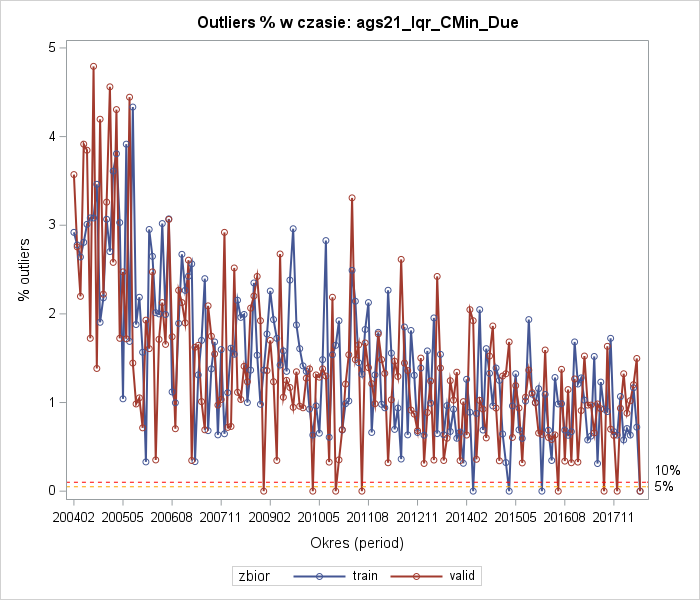 Outliers % w czasie: ags21_Iqr_CMin_Due
% outliers
5
4
3
2
1
0
10%
5%
200402 200505 200608 200711 200902 201005 201108 201211 201402 201505 201608 201711
Okres (period)
zbior train valid